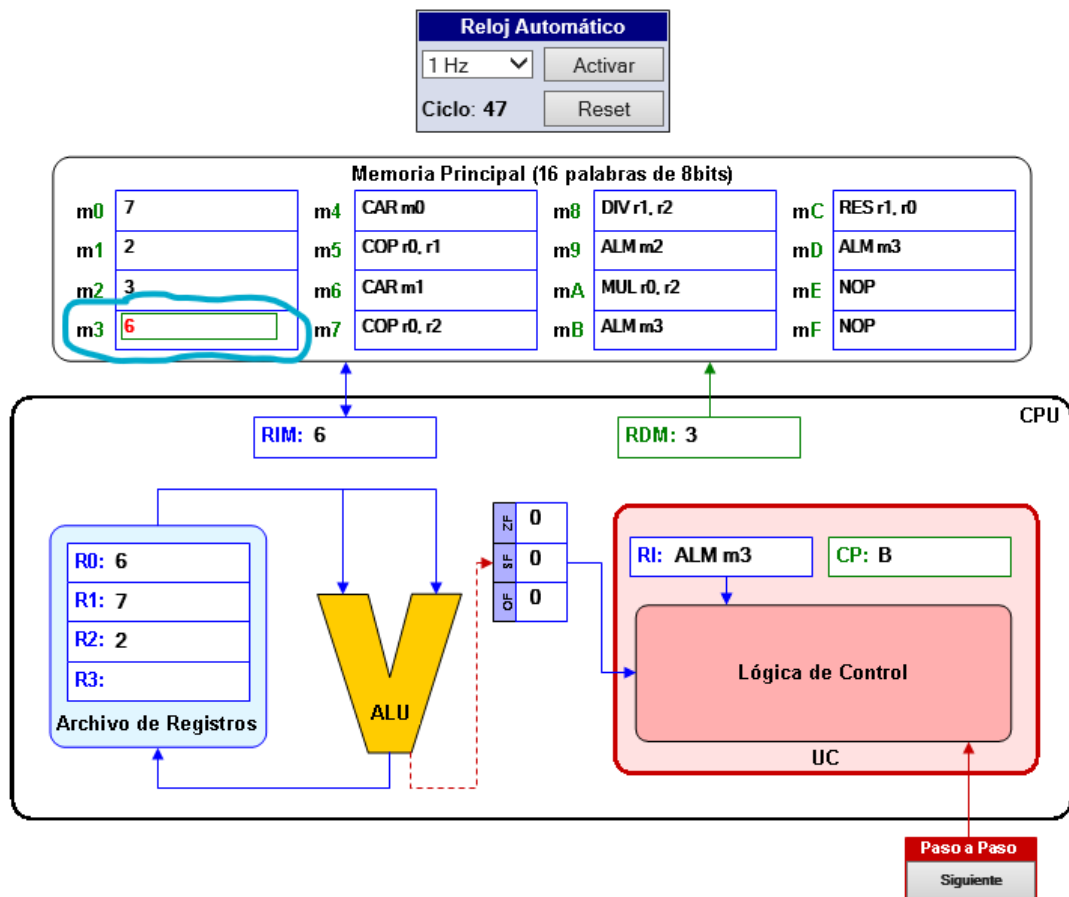 Reloj Automático
1 Hz Activar
Ciclo: 47 Reset
Memoria Principal (16 palabras de 8bits)
m0 7 m4 CAR m0 m8 DIV r1, r2 mC RES r1, r0
m1 2 m5 COP r0, r1 m9 ALM m2 mD ALM m3
m2 3 m6 CAR m1 mA MUL r0, r2 mE NOP
m3 6 m7 COP r0, r2 mB ALM m3 mF NOP
CPU
RIM: 6 RDM: 3
ZF 0
SF 0
OF 0
RI: ALM m3 CP: B
R0: 6
R1: 7
R2: 2
R3:
Archivo de Registros
ALU
Lógica de Control
UC
Paso a Paso
Siguiente